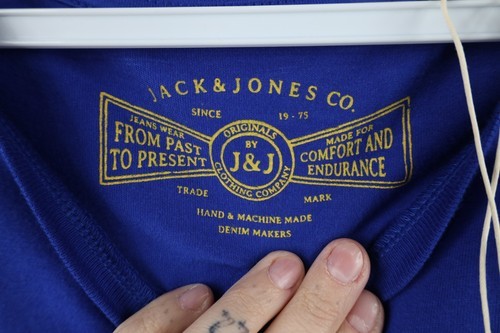 JACK&JONES CO.
SINCE 19-75
JEANS WEAR
FROM PAST
TO PRESENT
ORIGINALS
BY
J&J
CLOTHING COMPANY
MADE FOR
COMFORT AND
ENDURANCE
TRADE MARK
HAND & MACHINE MADE
DENIM MAKERS